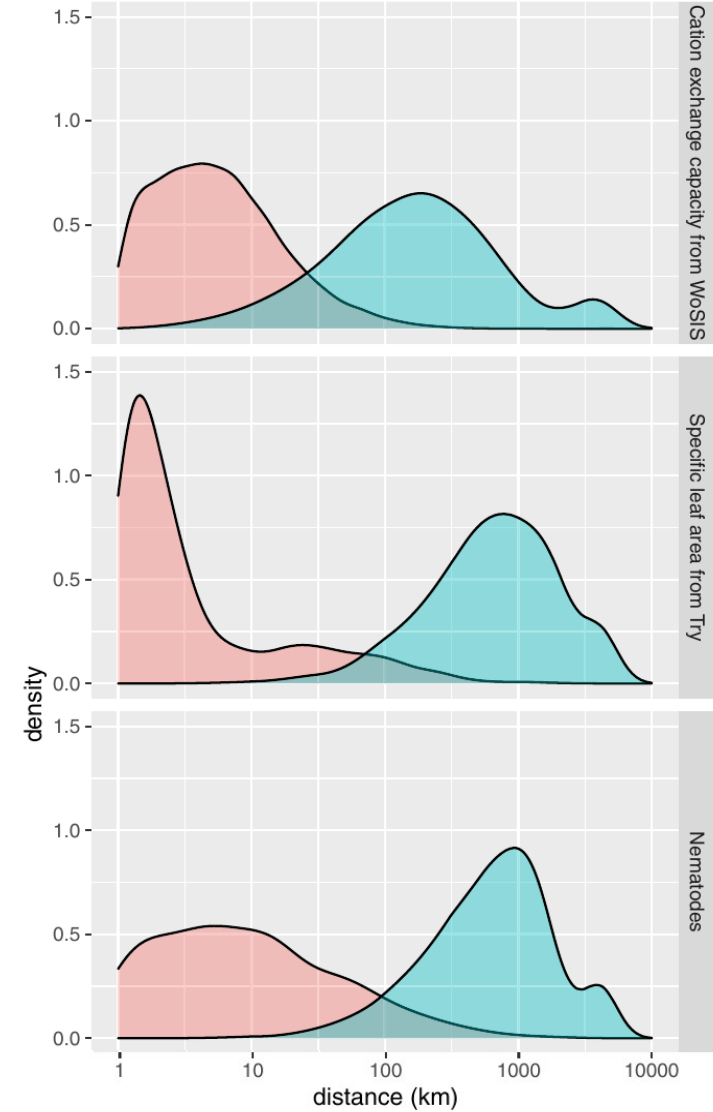 1.5
1.0
0.5
0.0
Cation exchange capacity from WoSIS
1.5
1.0
0.5
0.0
Specific leaf area from Try
1.5
1.0
0.5
0.0
Nematodes
density
1 10 100 1000 10000
distance (km)